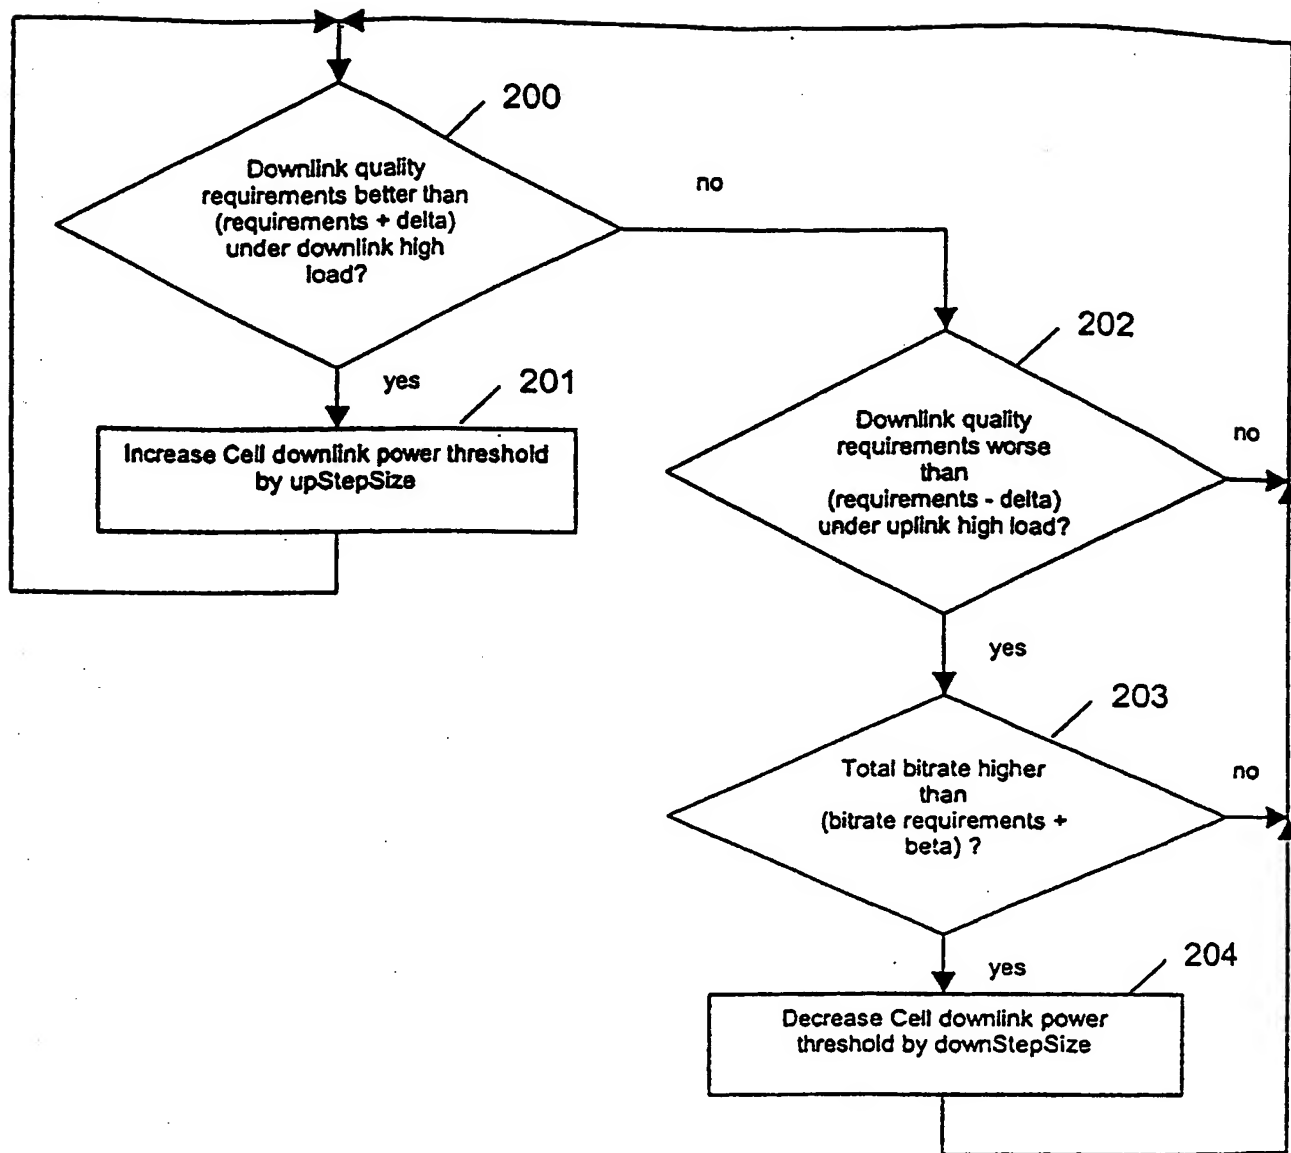 200
Downlink quality
requirements better than
(requirements + delta)
under downlink high
load?
no
yes
201
Increase Cell downlink power threshold
by upStepSize
202
Downlink quality
requirements worse
than
(requirements - delta)
under uplink high load?
no
yes
203
Total bitrate higher
than
(bitrate requirements +
beta) ?
no
yes
204
Decrease Cell downlink power
threshold by downStepSize